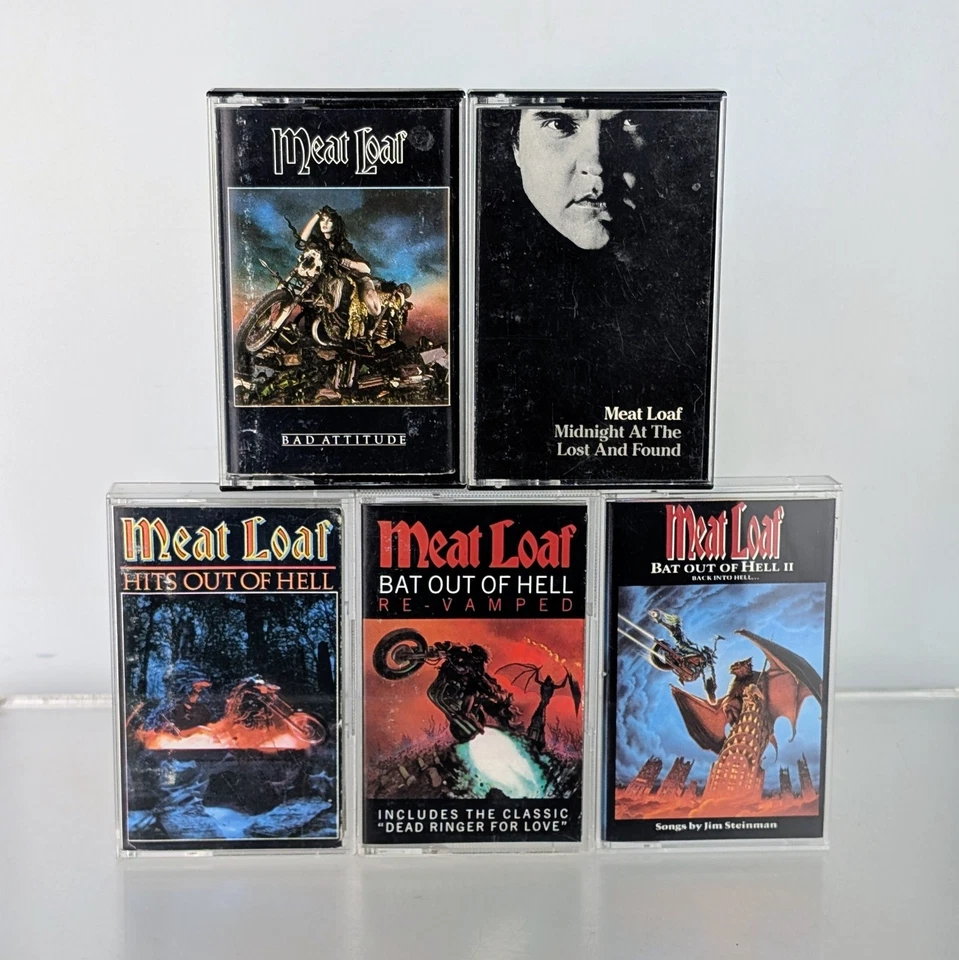 Meat Loaf
BAD ATTITUDE
Meat Loaf
Midnight At The
Lost And Found
Meat Loaf
HITS OUT OF HELL
Meat Loaf
BAT OUT OF HELL
RE-VAMPED
INCLUDES THE CLASSIC
"DEAD RINGER FOR LOVE"
Meat Loaf
BAT OUT OF HELL II
BACK INTO HELL...
Songs by Jim Steinman